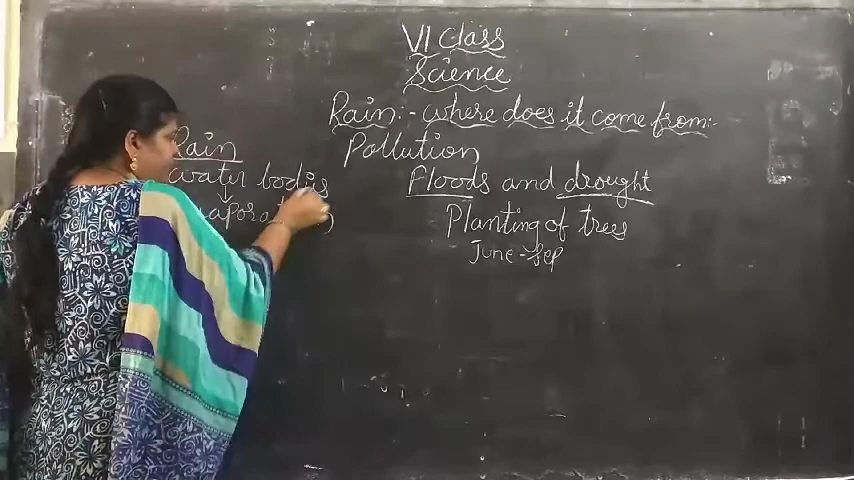 VI Class
Science
Rain:- where does it come from:-
Pollution
Floods and drought
Planting of trees
June - Sep
Rain
water bodies
↓